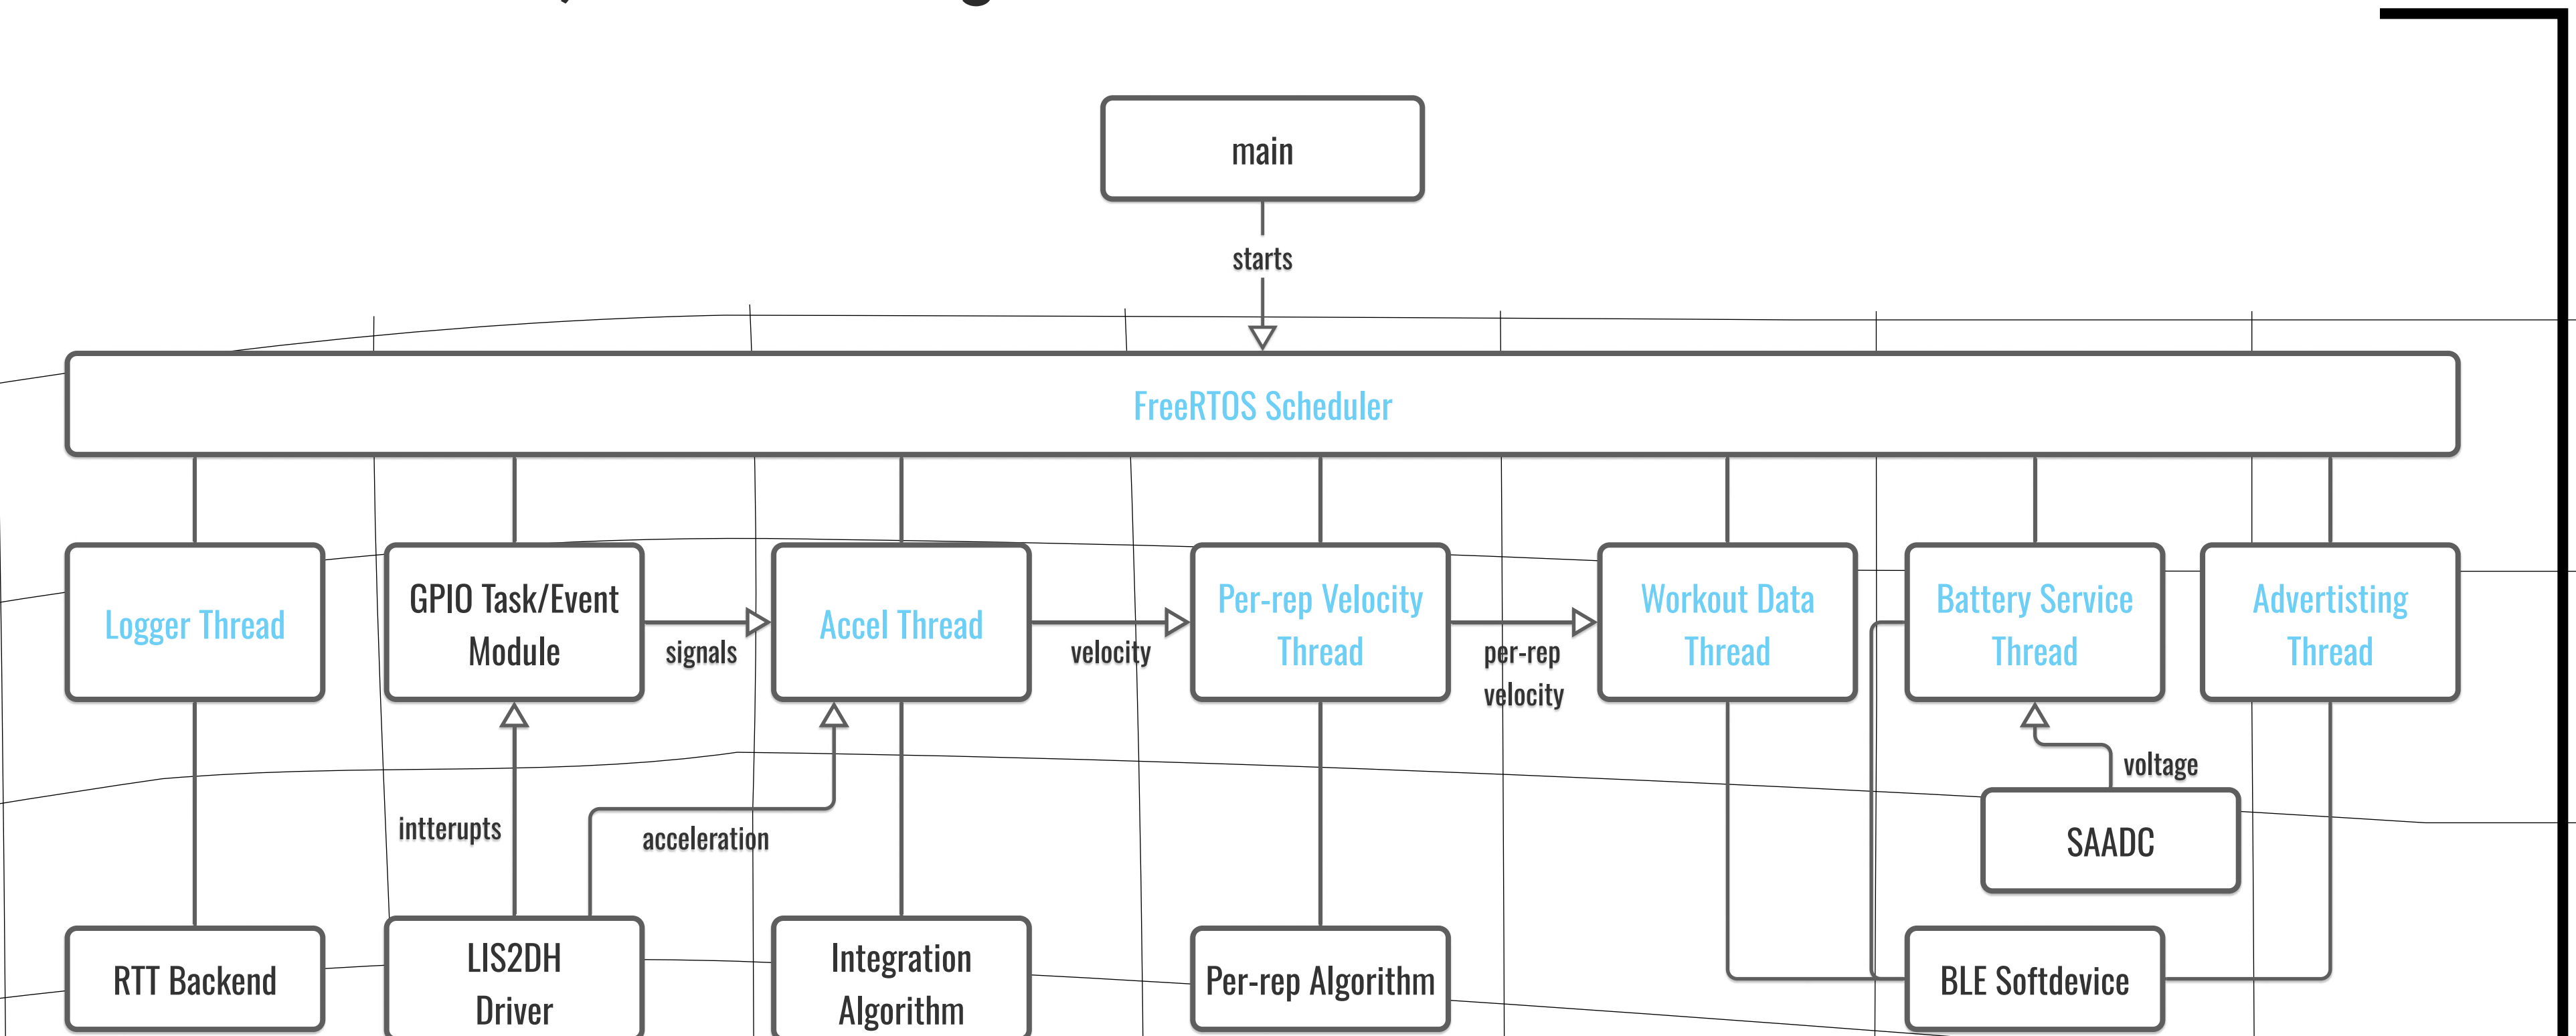 main
starts
FreeRTOS Scheduler
Logger Thread
GPIO Task/Event
Module
signals
Accel Thread
velocity
Per-rep Velocity
Thread
per-rep
velocity
Workout Data
Thread
Battery Service
Thread
Advertisting
Thread
voltage
SAADC
intterupts
acceleration
RTT Backend
LIS2DH
Driver
Integration
Algorithm
Per-rep Algorithm
BLE Softdevice